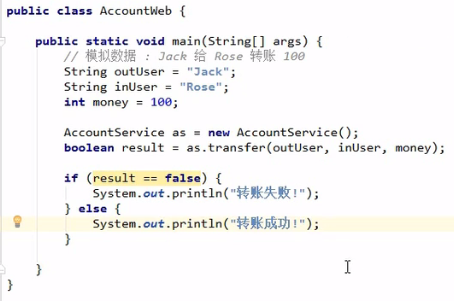 public class AccountWeb {
public static void main(String[] args) {
// 模拟数据 : Jack 给 Rose 转账 100
String outUser = "Jack";
String inUser = "Rose";
int money = 100;
AccountService as = new AccountService();
boolean result = as.transfer(outUser, inUser, money);
if (result == false) {
System.out.println("转账失败!");
} else {
System.out.println("转账成功!");
}
}
}